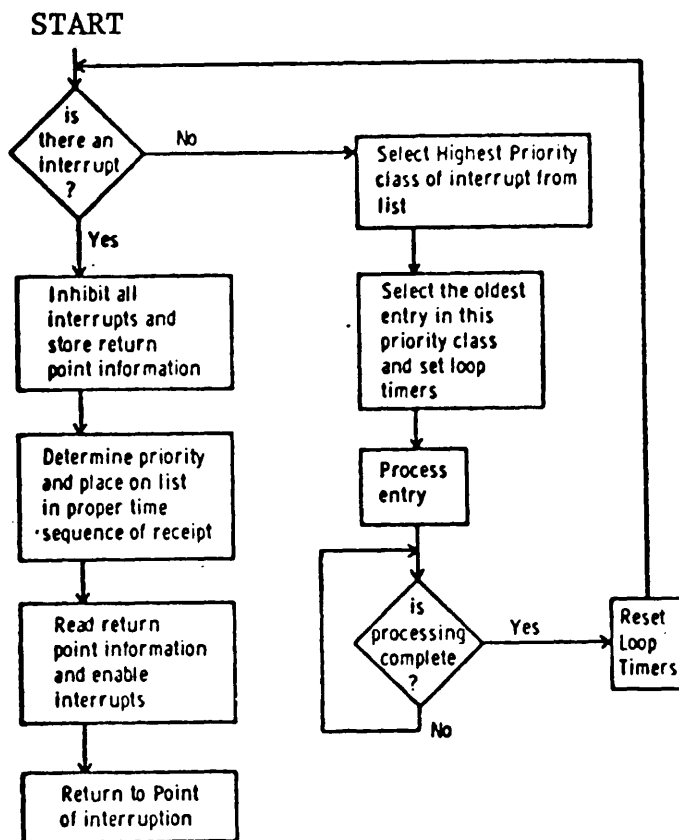 START
is
there an
interrupt
?
No
Yes
Inhibit all
interrupts and
store return
point information
Determine priority
and place on list
in proper time
sequence of receipt
Read return
point information
and enable
interrupts
Return to Point
of interruption
Select Highest Priority
class of interrupt from
list
Select the oldest
entry in this
priority class
and set loop
timers
Process
entry
is
processing
complete
?
Yes
No
Reset
Loop
Timers